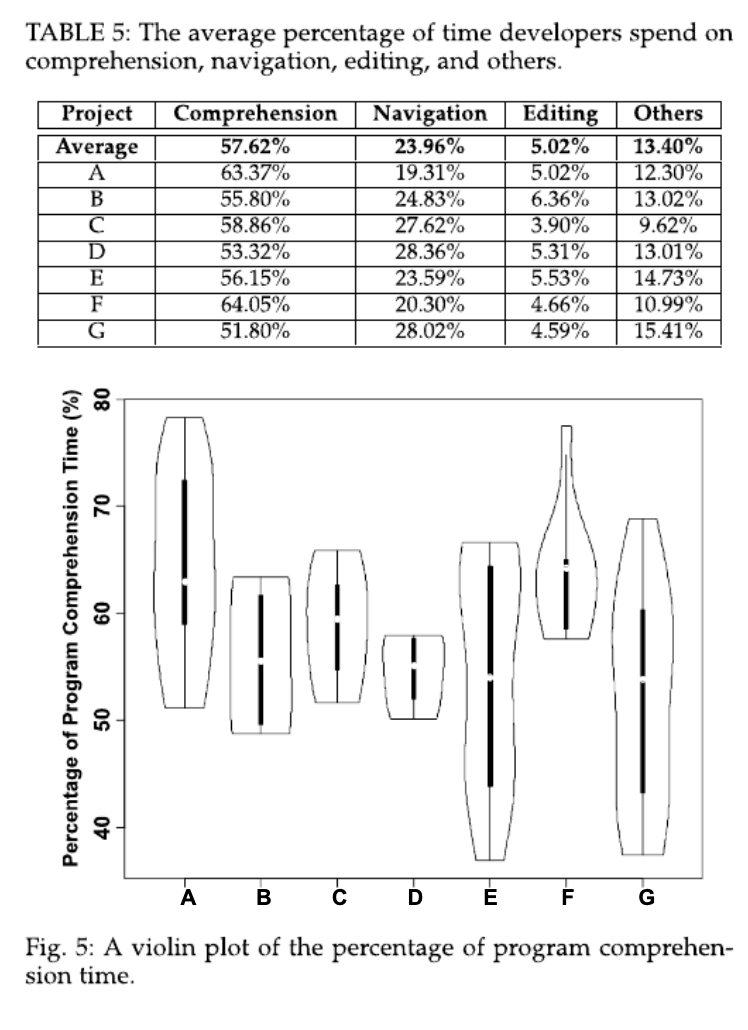 TABLE 5: The average percentage of time developers spend on
comprehension, navigation, editing, and others.
Project Comprehension Navigation Editing Others
Average 57.62% 23.96% 5.02% 13.40%
A 63.37% 19.31% 5.02% 12.30%
B 55.80% 24.83% 6.36% 13.02%
C 58.86% 27.62% 3.90% 9.62%
D 53.32% 28.36% 5.31% 13.01%
E 56.15% 23.59% 5.53% 14.73%
F 64.05% 20.30% 4.66% 10.99%
G 51.80% 28.02% 4.59% 15.41%
Percentage of Program Comprehension Time (%)
80
70
60
50
40
A B C D E F G
Fig. 5: A violin plot of the percentage of program comprehen-
sion time.